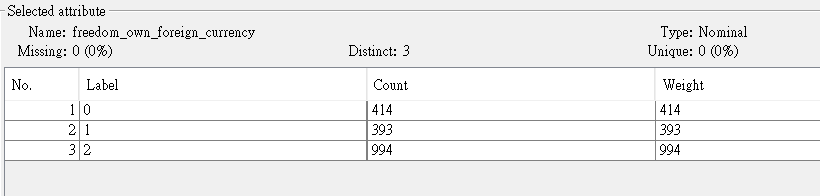 Selected attribute
Name: freedom_own_foreign_currency Type: Nominal
Missing: 0 (0%) Distinct: 3 Unique: 0 (0%)
No. Label Count Weight
1 0 414 414
2 1 393 393
3 2 994 994